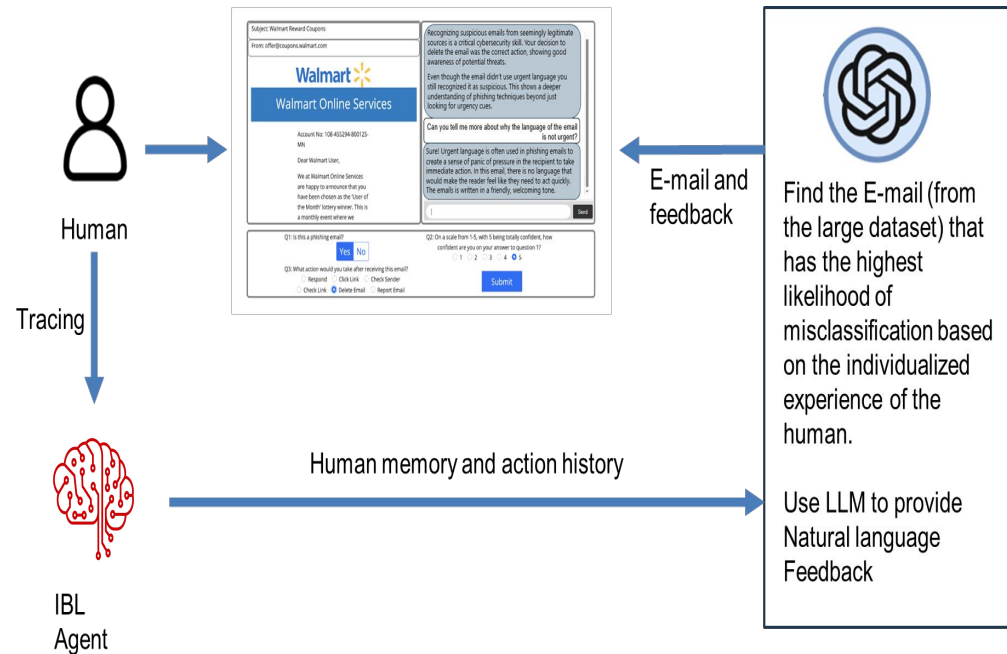 Subject: Walmart Reward Coupons
From: offer@coupons.walmart.com
Walmart
Walmart Online Services
Account No: 108-455294-800125-
MN
Dear Walmart User,
We at Walmart Online Services
are happy to announce that you
have been chosen as the 'User of
the Month' lottery winner. This is
a monthly event where we
Recognizing suspicious emails from seemingly legitimate
sources is a critical cybersecurity skill. Your decision to
delete the email was the correct action, showing good
awareness of potential threats.
Even though the email didn't use urgent language you
still recognized it as suspicious. This shows a deeper
understanding of phishing techniques beyond just
looking for urgency cues.
Can you tell me more about why the language of the email
is not urgent?
Sure! Urgent language is often used in phishing emails to
create a sense of panic of pressure in the recipient to take
immediate action. In this email, there is no language that
would make the reader feel like they need to act quickly.
The emails is written in a friendly, welcoming tone.
Send
Q1: Is this a phishing email?
Yes No
Q2: On a scale from 1-5, with 5 being totally confident, how
confident are you on your answer to question 1?
1 2 3 4 5
Q3: What action would you take after receiving this email?
Respond Click Link Check Sender
Check Link Delete Email Report Email
Submit
Human
Tracing
IBL
Agent
Human memory and action history
E-mail and
feedback
Find the E-mail (from
the large dataset) that
has the highest
likelihood of
misclassification based
on the individualized
experience of the
human.
Use LLM to provide
Natural language
Feedback